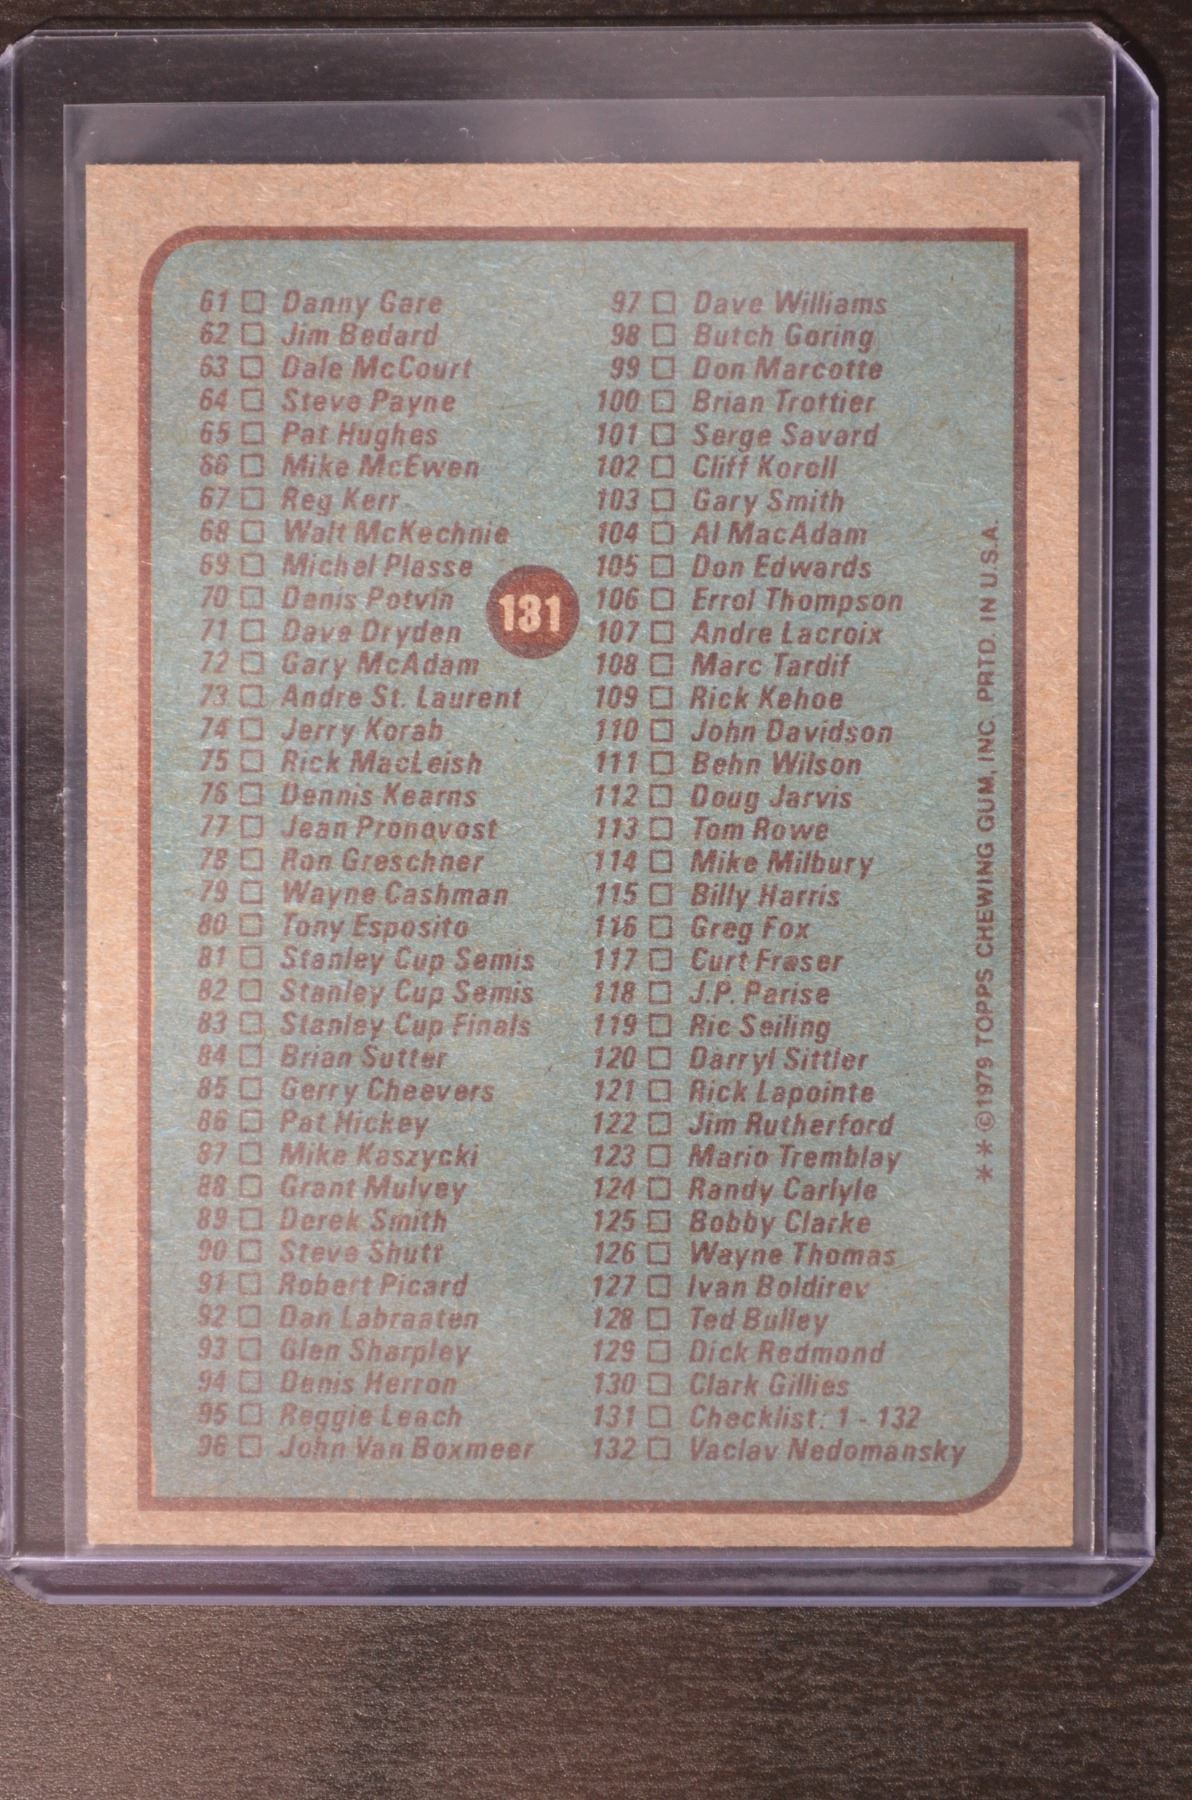 61 □ Danny Gare
62 □ Jim Bedard
63 □ Dale McCourt
64 □ Steve Payne
65 □ Pat Hughes
66 □ Mike McEwen
67 □ Reg Kerr
68 □ Walt McKechnie
69 □ Michel Plasse
70 □ Denis Potvin
71 □ Dave Dryden
72 □ Gary McAdam
73 □ Andre St. Laurent
74 □ Jerry Korab
75 □ Rick MacLeish
76 □ Dennis Kearns
77 □ Jean Pronovost
78 □ Ron Greschner
79 □ Wayne Cashman
80 □ Tony Esposito
81 □ Stanley Cup Semis
82 □ Stanley Cup Semis
83 □ Stanley Cup Finals
84 □ Brian Sutter
85 □ Gerry Cheevers
86 □ Pat Hickey
87 □ Mike Kaszycki
88 □ Grant Mulvey
89 □ Derek Smith
90 □ Steve Shutt
91 □ Robert Picard
92 □ Dan Labraaten
93 □ Glen Sharpley
94 □ Denis Herron
95 □ Reggie Leach
96 □ John Van Boxmeer
131
97 □ Dave Williams
98 □ Butch Goring
99 □ Don Marcotte
100 □ Brian Trottier
101 □ Serge Savard
102 □ Cliff Koroll
103 □ Gary Smith
104 □ Al MacAdam
105 □ Don Edwards
106 □ Errol Thompson
107 □ Andre Lacroix
108 □ Marc Tardif
109 □ Rick Kehoe
110 □ John Davidson
111 □ Behn Wilson
112 □ Doug Jarvis
113 □ Tom Rowe
114 □ Mike Milbury
115 □ Billy Harris
116 □ Greg Fox
117 □ Curt Fraser
118 □ J.P. Parise
119 □ Ric Seiling
120 □ Darryl Sittler
121 □ Rick Lapointe
122 □ Jim Rutherford
123 □ Mario Tremblay
124 □ Randy Carlyle
125 □ Bobby Clarke
126 □ Wayne Thomas
127 □ Ivan Boldirev
128 □ Ted Bulley
129 □ Dick Redmond
130 □ Clark Gillies
131 □ Checklist: 1 - 132
132 □ Vaclav Nedomansky
**©1979 TOPPS CHEWING GUM, INC. PRTD. IN U.S.A.